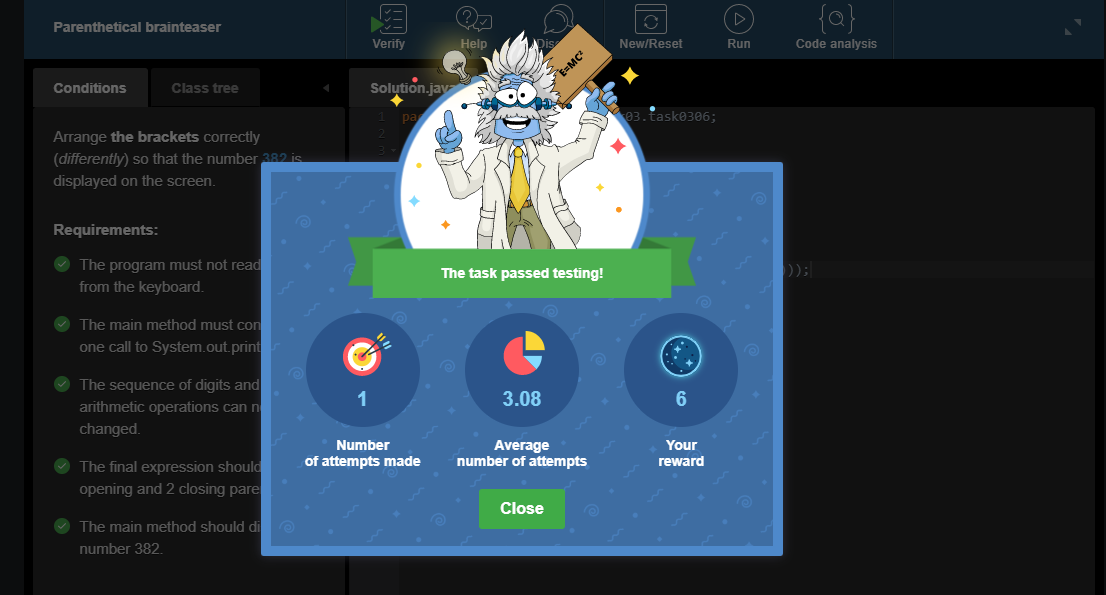 Parenthetical brainteaser
Verify
Help
New/Reset
Run
Code analysis
Conditions
Class tree
Solution.java
E=MC²
Arrange the brackets correctly
(differently) so that the number 382 is
displayed on the screen.
Requirements:
The program must not read
from the keyboard.
The main method must con
one call to System.out.print
The sequence of digits and
arithmetic operations can n
changed.
The final expression should
opening and 2 closing pare
The main method should di
number 382.
1
2
3
03.task0306;
));
The task passed testing!
1
Number
of attempts made
3.08
Average
number of attempts
6
Your
reward
Close